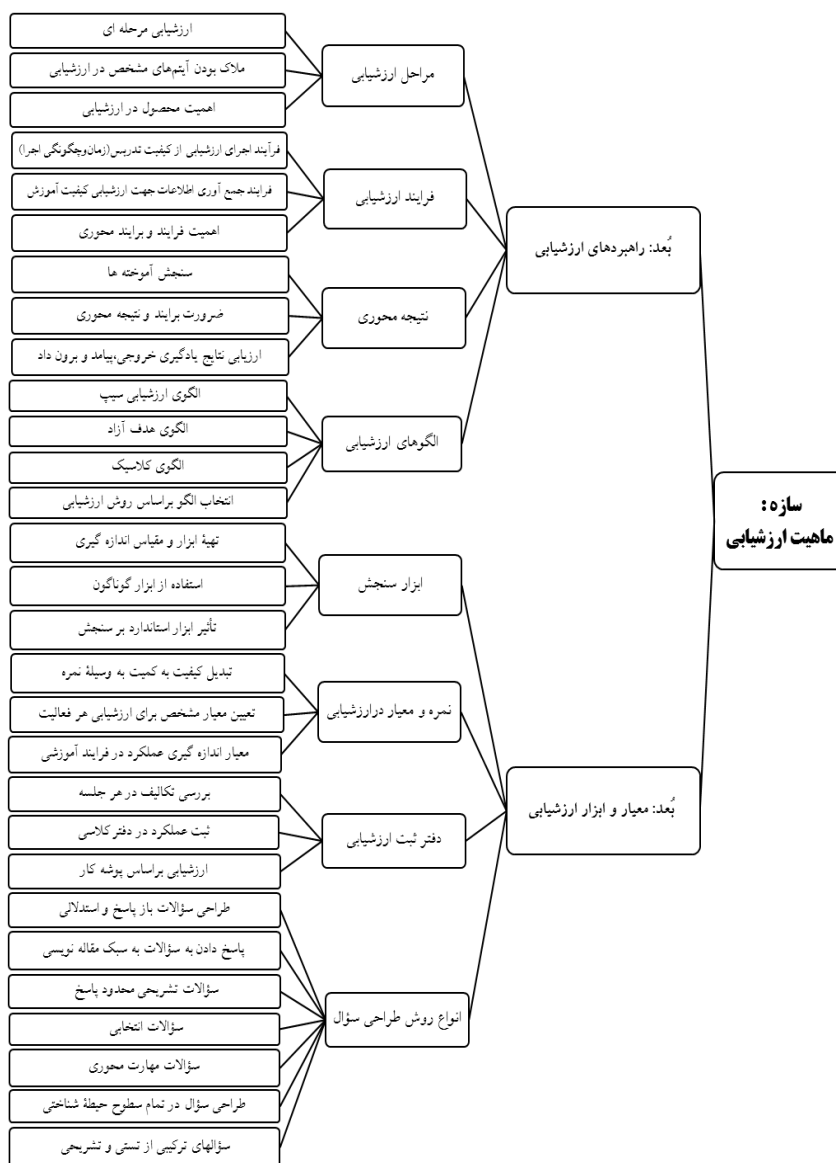 سازه :
ماهیت ارزشیابی
بُعد: راهبردهای ارزشیابی
مراحل ارزشیابی
ارزشیابی مرحله ای
ملاک بودن آیتم‌های مشخص در ارزشیابی
اهمیت محصول در ارزشیابی
فرایند ارزشیابی
فرآیند اجرای ارزشیابی از کیفیت تدریس(زمان‌وچگونگی اجرا)
فرایند جمع آوری اطلاعات جهت ارزشیابی کیفیت آموزش
اهمیت فرایند و برایند محوری
نتیجه محوری
سنجش آموخته ها
ضرورت برایند و نتیجه محوری
ارزیابی نتایج یادگیری خروجی،پیامد و برون داد
الگوهای ارزشیابی
الگوی ارزشیابی سیپ
الگوی هدف آزاد
الگوی کلاسیک
انتخاب الگو براساس روش ارزشیابی
بُعد: معیار و ابزار ارزشیابی
ابزار سنجش
تهیۀ ابزار و مقیاس اندازه گیری
استفاده از ابزار گوناگون
تأثیر ابزار استاندارد بر سنجش
نمره و معیار درارزشیابی
تبدیل کیفیت به کمیت به وسیلۀ نمره
تعیین معیار مشخص برای ارزشیابی هر فعالیت
معیار اندازه گیری عملکرد در فرایند آموزشی
دفتر ثبت ارزشیابی
بررسی تکالیف در هر جلسه
ثبت عملکرد در دفتر کلاسی
ارزشیابی براساس پوشه کار
انواع روش طراحی سؤال
طراحی سؤالات باز پاسخ و استدلالی
پاسخ دادن به سؤالات به سبک مقاله نویسی
سؤالات تشریحی محدود پاسخ
سؤالات انتخابی
سؤالات مهارت محوری
طراحی سؤال در تمام سطوح حیطۀ شناختی
سؤالهای ترکیبی از تستی و تشریحی